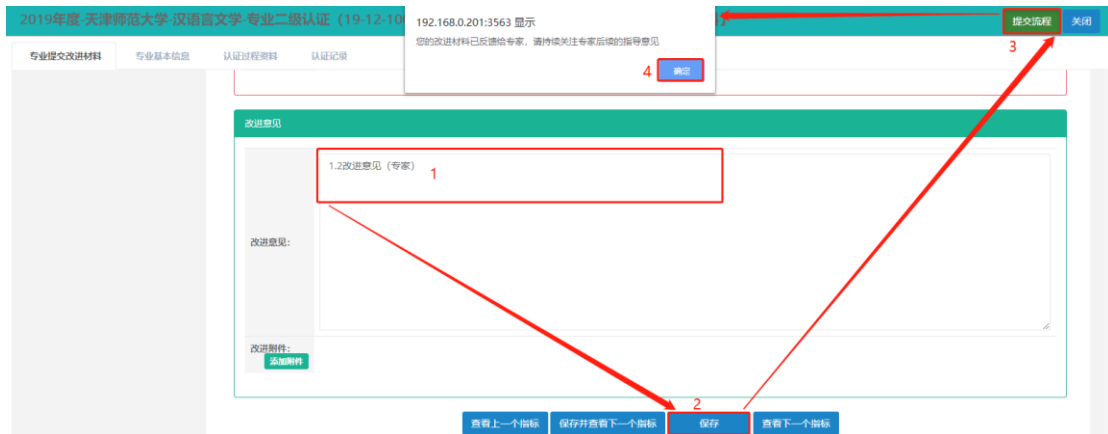 2019年度-天津师范大学-汉语言文学-专业二级认证（19-12-10
192.168.0.201:3563 显示
您的改进材料已反馈给专家，请持续关注专家后续的指导意见
4 确定
提交流程 关闭
3
专业提交改进材料 专业基本信息 认证过程资料 认证记录
改进意见
1.2改进意见（专家） 1
改进意见：
改进附件：
添加附件
2
查看上一个指标 保存并查看下一个指标 保存 查看下一个指标